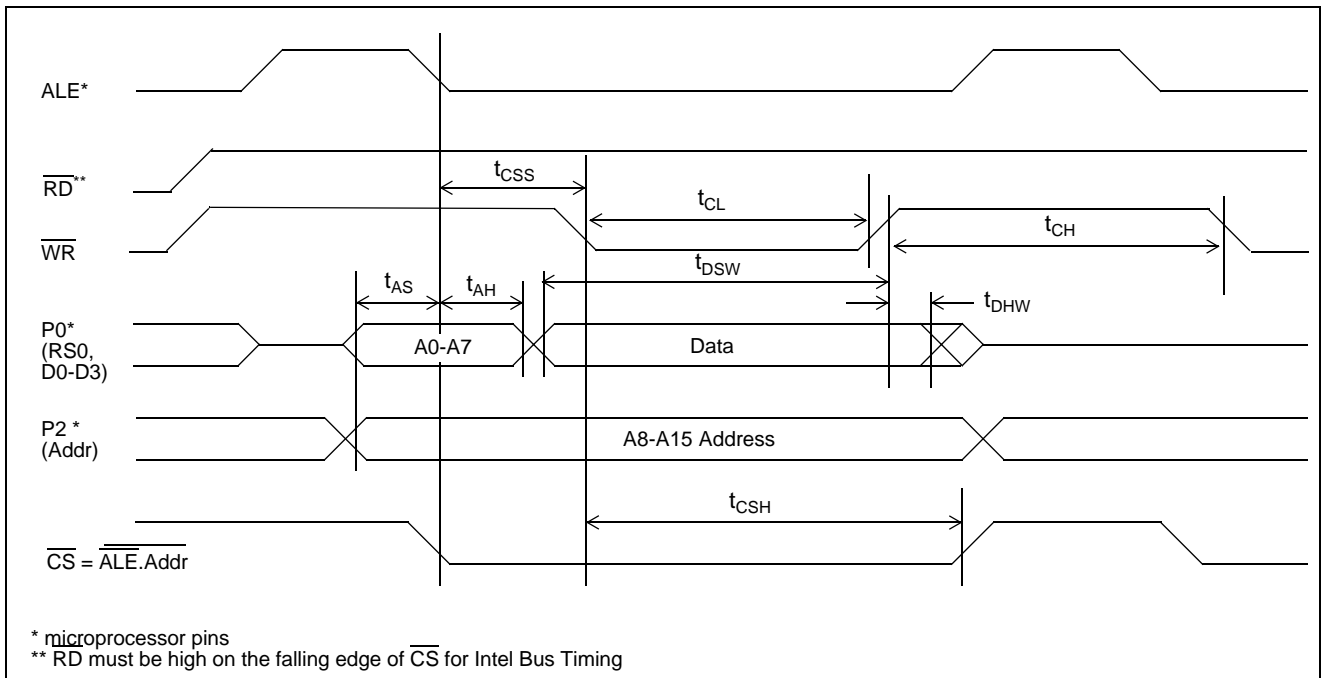 ALE*
RD**
tCSS
tCL
WR
tCH
tDSW
tAS
tAH
tDHW
P0*
(RS0,
D0-D3)
A0-A7
Data
P2 *
(Addr)
A8-A15 Address
tCSH
CS = ALE.Addr
* microprocessor pins
** RD must be high on the falling edge of CS for Intel Bus Timing